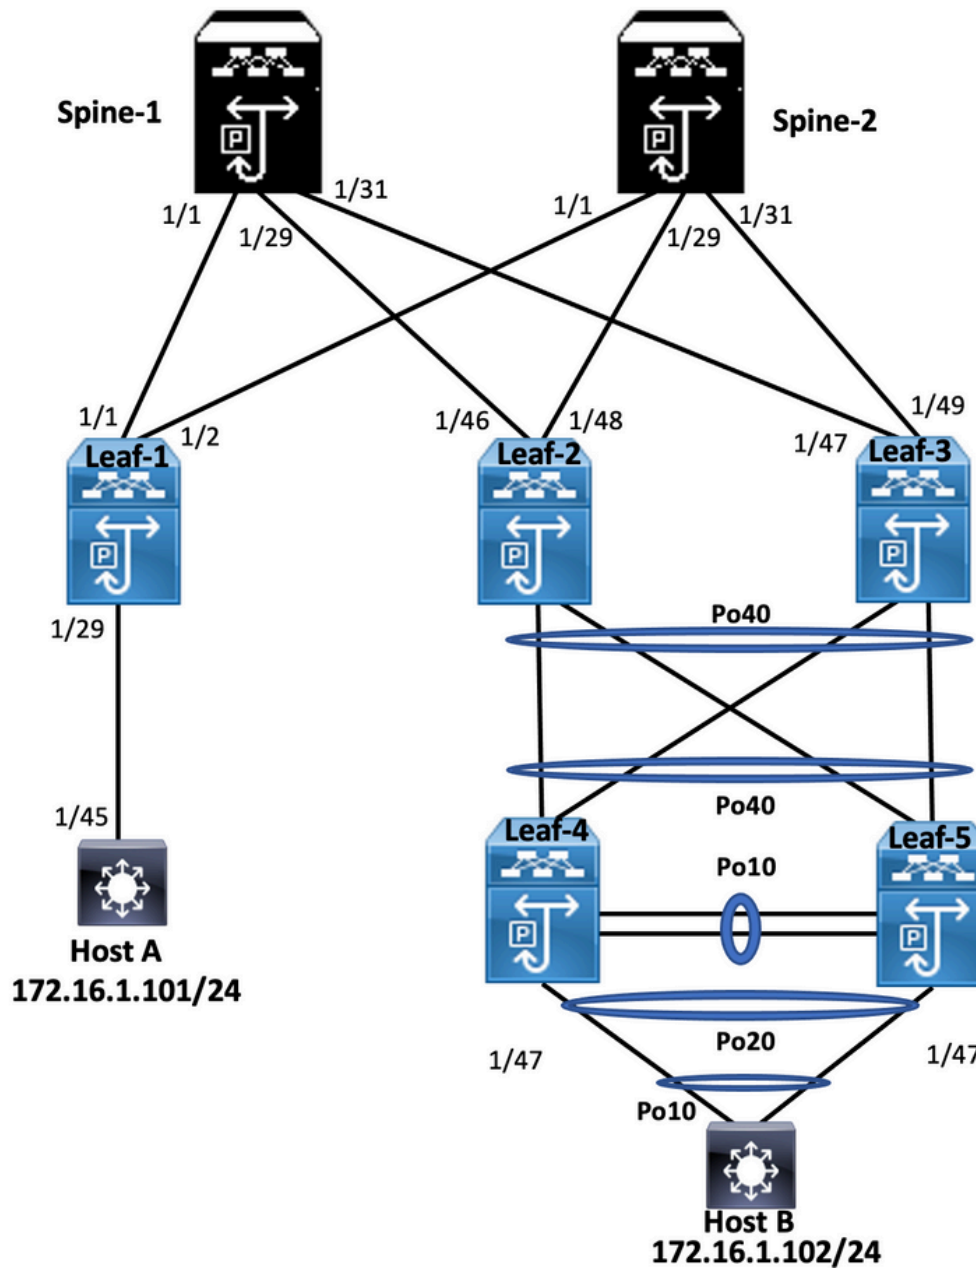 Spine-1
Spine-2
P
P
1/1
1/29
1/31
1/1
1/29
1/31
1/1
1/2
1/46
1/48
1/47
1/49
Leaf-1
Leaf-2
Leaf-3
P
P
P
1/29
Po40
1/45
Po40
Leaf-4
Leaf-5
Po10
P
P
Host A
172.16.1.101/24
Po20
1/47
1/47
Po10
Host B
172.16.1.102/24